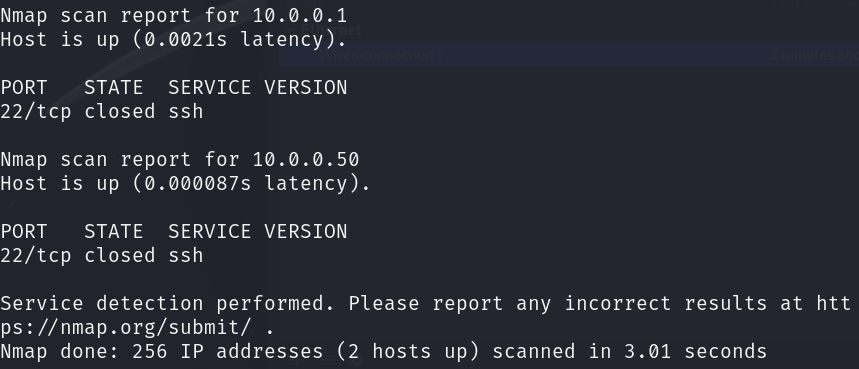 Nmap scan report for 10.0.0.1
Host is up (0.0021s latency).
PORT   STATE  SERVICE VERSION
22/tcp closed ssh
Nmap scan report for 10.0.0.50
Host is up (0.000087s latency).
PORT   STATE  SERVICE VERSION
22/tcp closed ssh
Service detection performed. Please report any incorrect results at htt
ps://nmap.org/submit/ .
Nmap done: 256 IP addresses (2 hosts up) scanned in 3.01 seconds